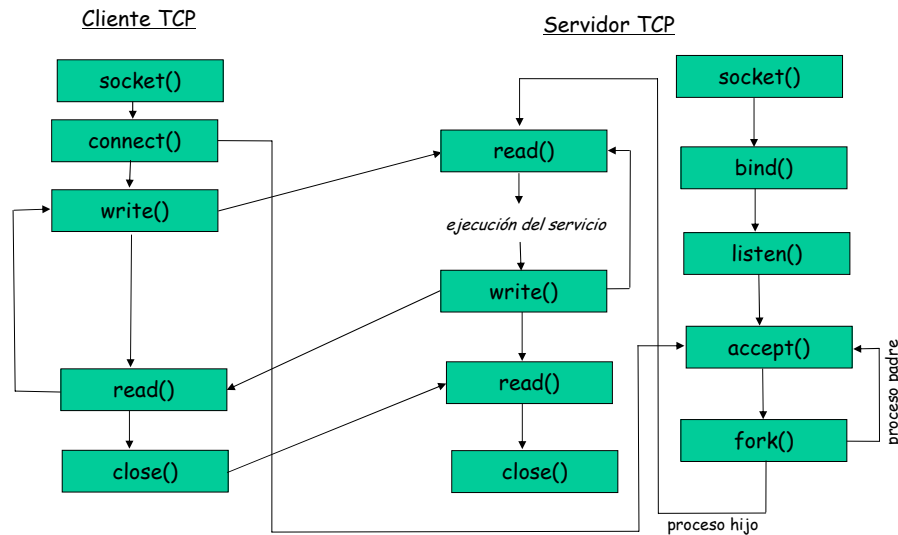 Cliente TCP
socket()
connect()
write()
read()
close()
Servidor TCP
read()
ejecución del servicio
write()
read()
close()
socket()
bind()
listen()
accept()
fork()
proceso padre
proceso hijo